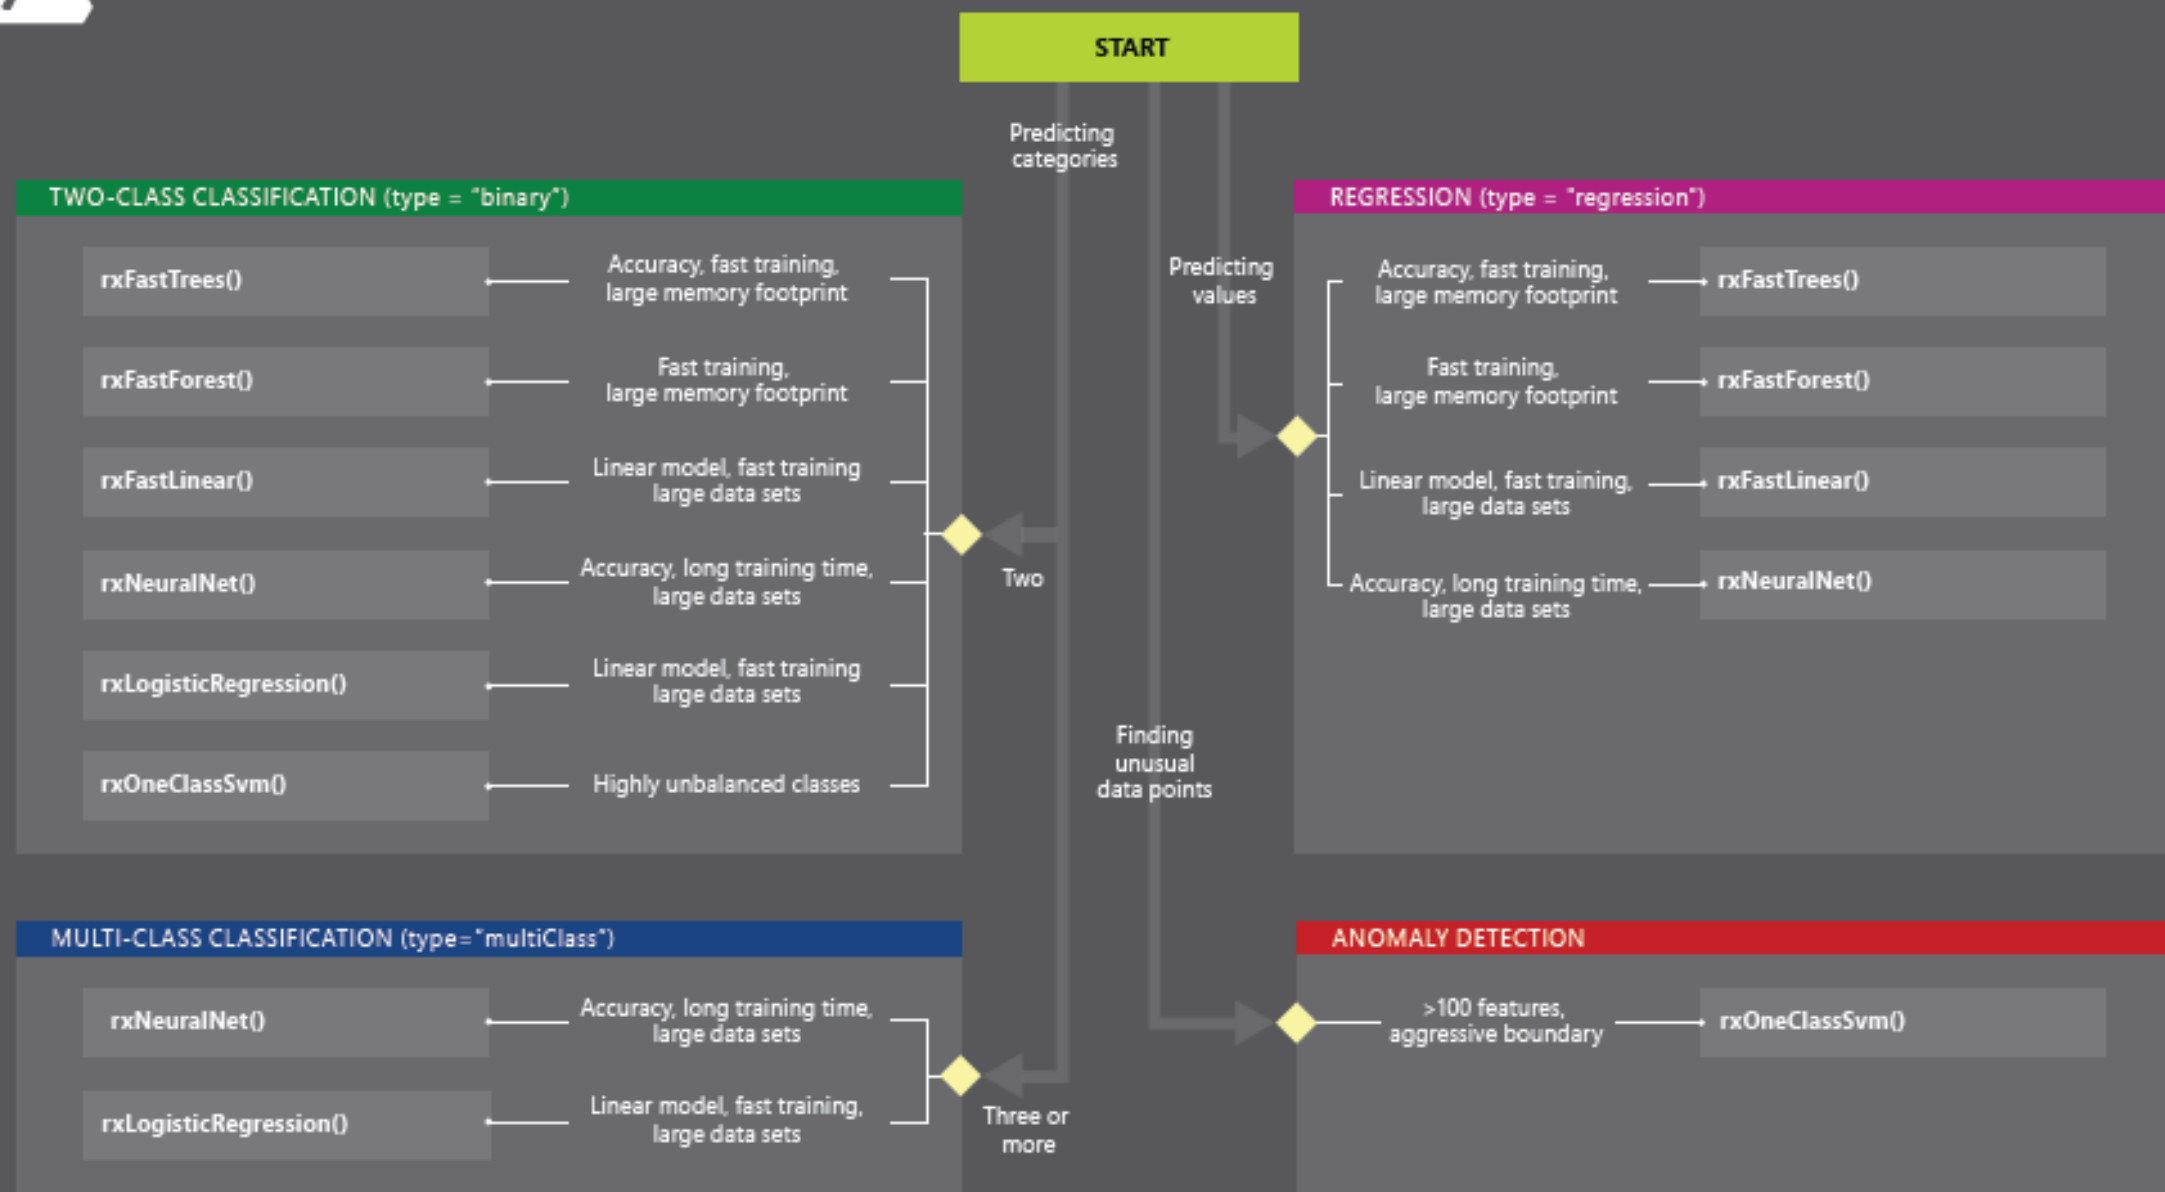 START
Predicting
categories
TWO-CLASS CLASSIFICATION (type = "binary")
rxFastTrees()
Accuracy, fast training,
large memory footprint
rxFastForest()
Fast training,
large memory footprint
rxFastLinear()
Linear model, fast training
large data sets
rxNeuralNet()
Accuracy, long training time,
large data sets
rxLogisticRegression()
Linear model, fast training
large data sets
rxOneClassSvm()
Highly unbalanced classes
Two
Predicting
values
REGRESSION (type = "regression")
Accuracy, fast training,
large memory footprint
rxFastTrees()
Fast training,
large memory footprint
rxFastForest()
Linear model, fast training,
large data sets
rxFastLinear()
Accuracy, long training time,
large data sets
rxNeuralNet()
Finding
unusual
data points
MULTI-CLASS CLASSIFICATION (type="multiClass")
rxNeuralNet()
Accuracy, long training time,
large data sets
rxLogisticRegression()
Linear model, fast training,
large data sets
Three or
more
ANOMALY DETECTION
>100 features,
aggressive boundary
rxOneClassSvm()